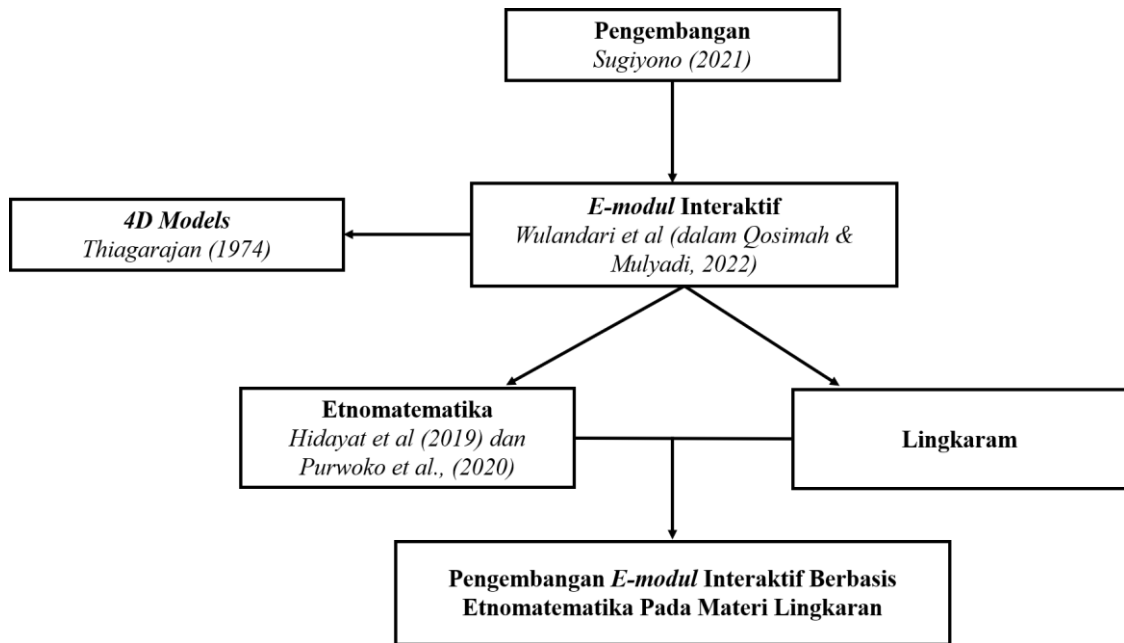 Pengembangan
Sugiyono (2021)
E-modul Interaktif
Wulandari et al (dalam Qosimah &
Mulyadi, 2022)
4D Models
Thiagarajan (1974)
Etnomatematika
Hidayat et al (2019) dan
Purwoko et al., (2020)
Lingkaram
Pengembangan E-modul Interaktif Berbasis
Etnomatematika Pada Materi Lingkaran